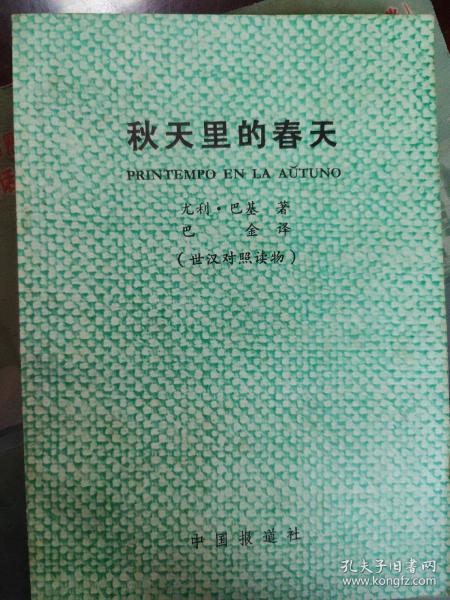 秋天里的春天
PRINTEMPO EN LA AŬTUNO
尤利·巴基 著
巴 金 译
(世汉对照读物)
中国报道社
孔夫子旧书网
www.kongfz.com